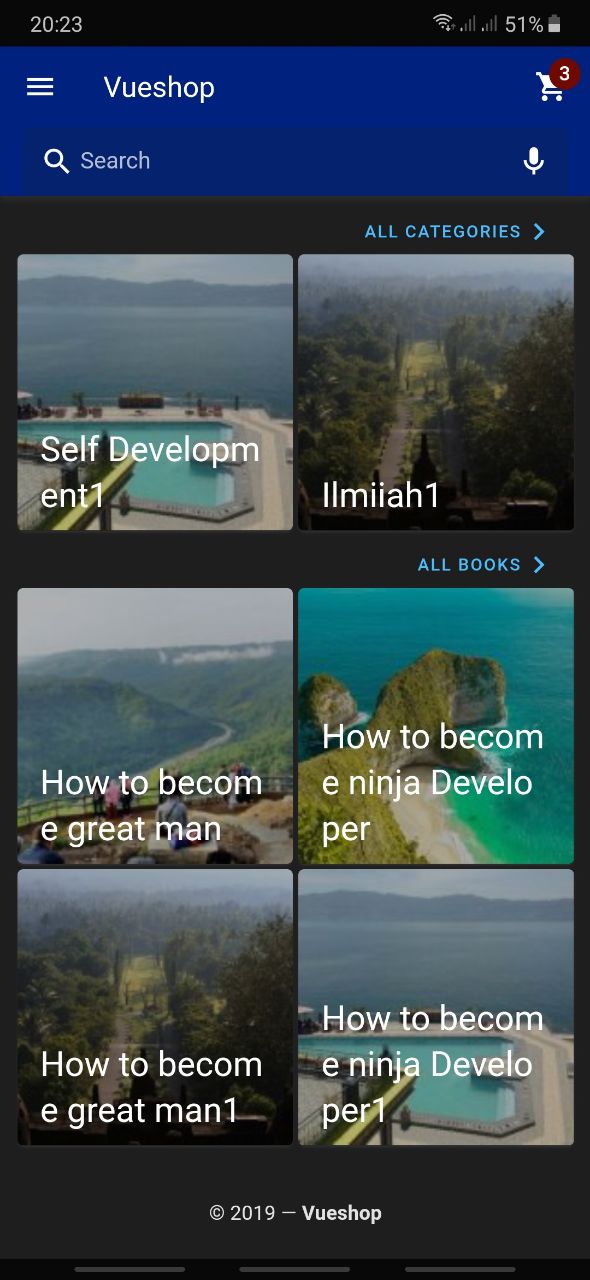 20:23
51%
Vueshop
3
Search
ALL CATEGORIES
Self Developm
ent1
Ilmiiah1
ALL BOOKS
How to becom
e great man
How to becom
e ninja Develo
per
How to becom
e great man1
How to becom
e ninja Develo
per1
© 2019 — Vueshop